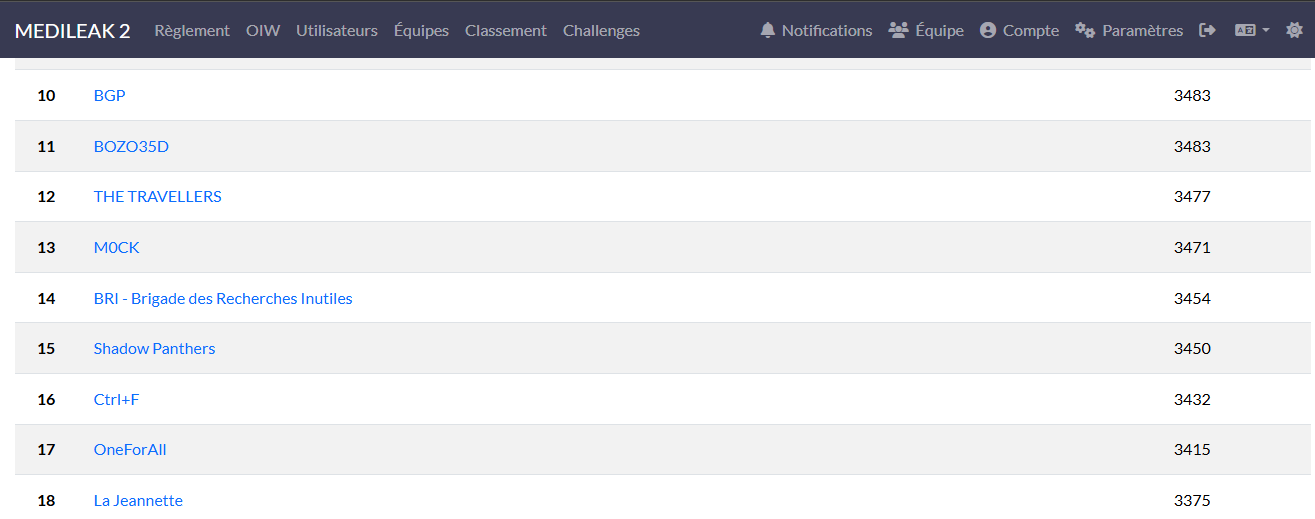 MEDILEAK 2 Règlement OIW Utilisateurs Équipes Classement Challenges Notifications Équipe Compte Paramètres
10 BGP 3483
11 BOZO35D 3483
12 THE TRAVELLERS 3477
13 M0CK 3471
14 BRI - Brigade des Recherches Inutiles 3454
15 Shadow Panthers 3450
16 Ctrl+F 3432
17 OneForAll 3415
18 La Jeannette 3375